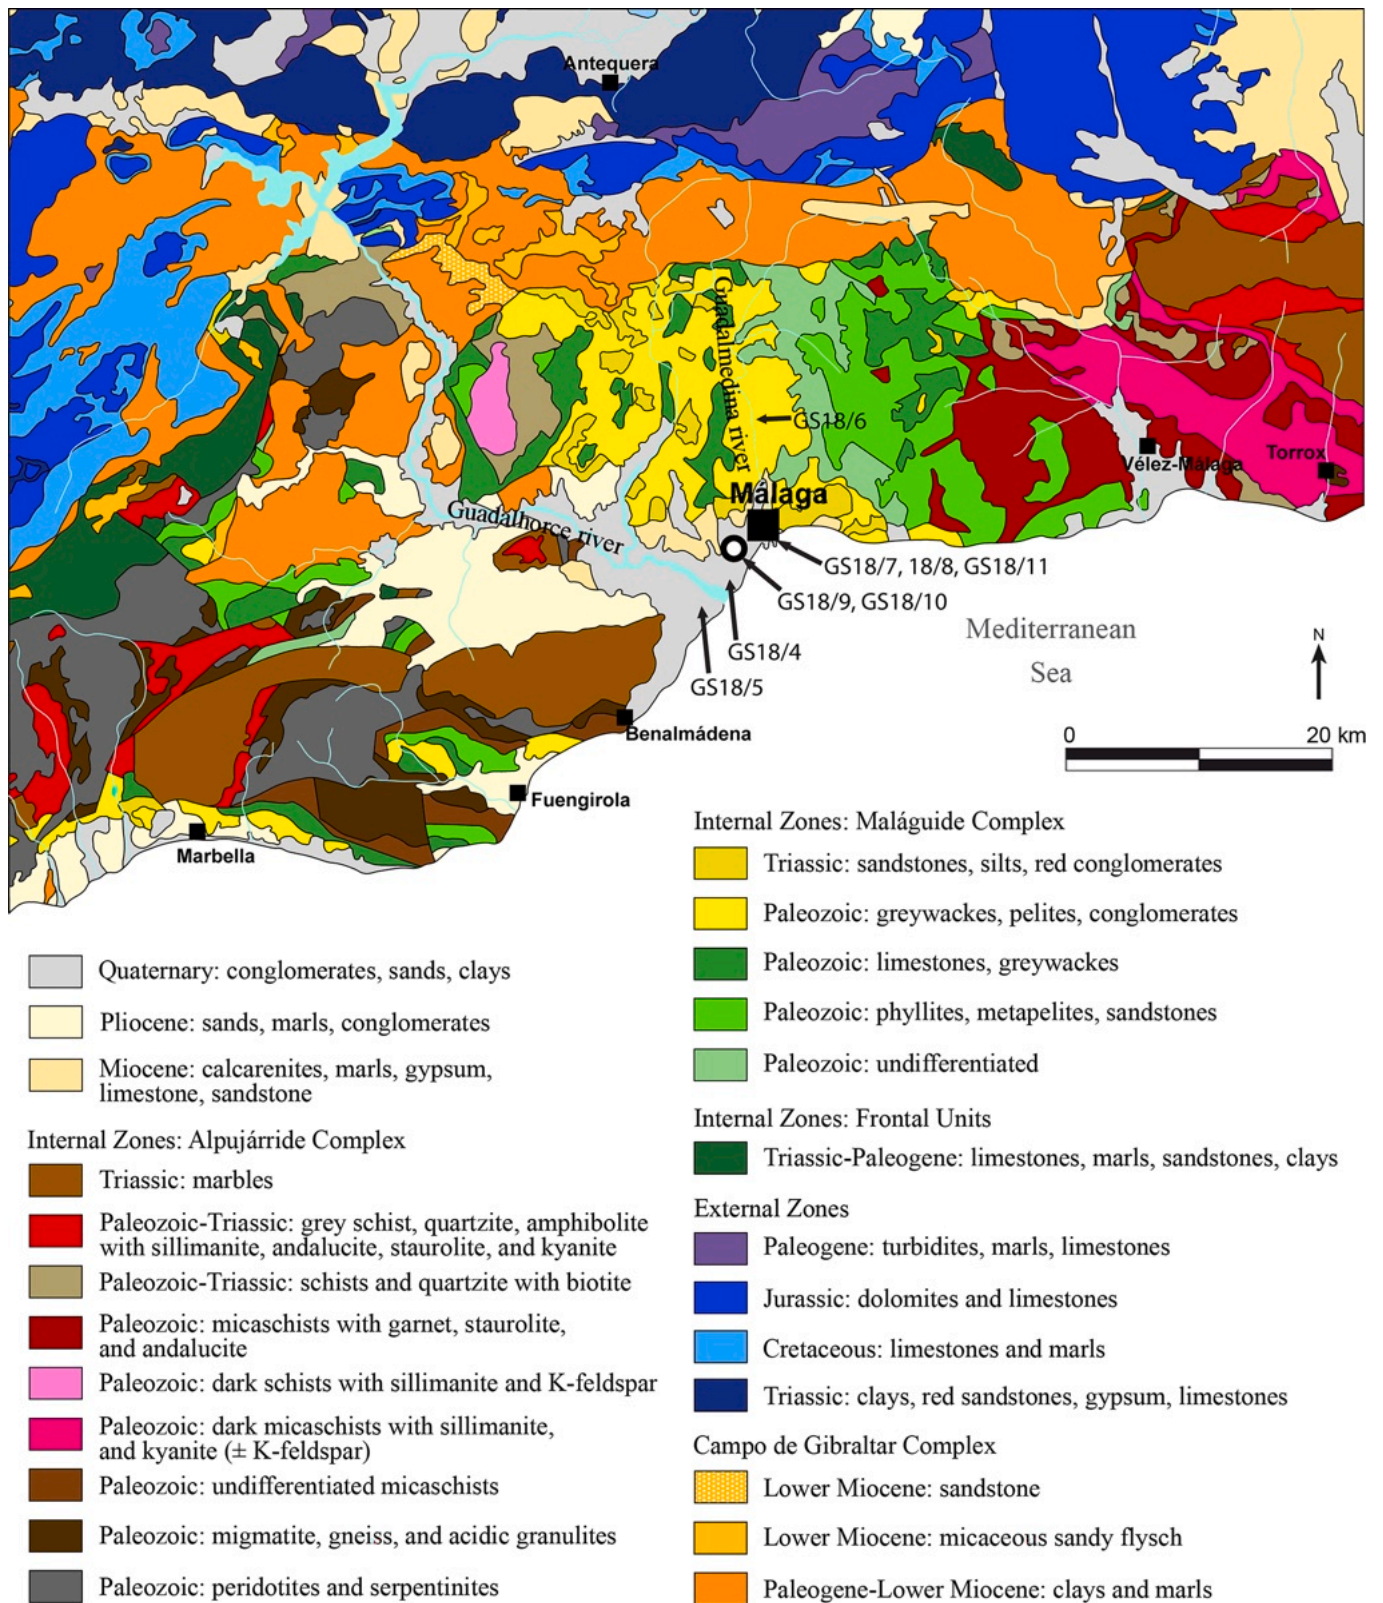 Antequera
Guadalmedina river
GS18/6
Vélez-Málaga
Torrox
Málaga
Guadalhorce river
GS18/7, 18/8, GS18/11
GS18/9, GS18/10
Mediterranean
Sea
N
GS18/4
GS18/5
Benalmádena
0 20 km
Fuengirola
Marbella
Quaternary: conglomerates, sands, clays
Pliocene: sands, marls, conglomerates
Miocene: calcarenites, marls, gypsum,
limestone, sandstone
Internal Zones: Alpujárride Complex
Triassic: marbles
Paleozoic-Triassic: grey schist, quartzite, amphibolite
with sillimanite, andalucite, staurolite, and kyanite
Paleozoic-Triassic: schists and quartzite with biotite
Paleozoic: micaschists with garnet, staurolite,
and andalucite
Paleozoic: dark schists with sillimanite and K-feldspar
Paleozoic: dark micaschists with sillimanite,
and kyanite (± K-feldspar)
Paleozoic: undifferentiated micaschists
Paleozoic: migmatite, gneiss, and acidic granulites
Paleozoic: peridotites and serpentinites
Internal Zones: Maláguide Complex
Triassic: sandstones, silts, red conglomerates
Paleozoic: greywackes, pelites, conglomerates
Paleozoic: limestones, greywackes
Paleozoic: phyllites, metapelites, sandstones
Paleozoic: undifferentiated
Internal Zones: Frontal Units
Triassic-Paleogene: limestones, marls, sandstones, clays
External Zones
Paleogene: turbidites, marls, limestones
Jurassic: dolomites and limestones
Cretaceous: limestones and marls
Triassic: clays, red sandstones, gypsum, limestones
Campo de Gibraltar Complex
Lower Miocene: sandstone
Lower Miocene: micaceous sandy flysch
Paleogene-Lower Miocene: clays and marls